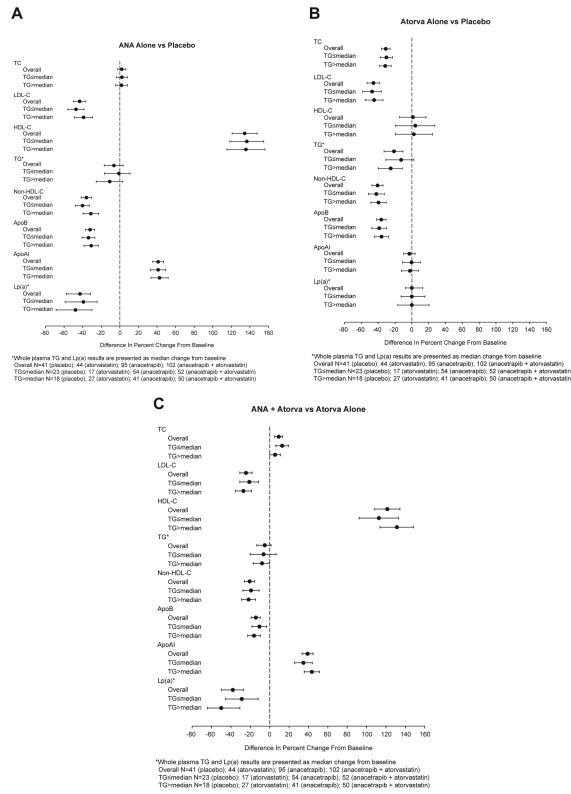 A
ANA Alone vs Placebo
TC
Overall
TG≤median
TG>median
LDL-C
Overall
TG≤median
TG>median
HDL-C
Overall
TG≤median
TG>median
TG*
Overall
TG≤median
TG>median
Non-HDL-C
Overall
TG≤median
TG>median
ApoB
Overall
TG≤median
TG>median
ApoAI
Overall
TG≤median
TG>median
Lp(a)*
Overall
TG≤median
TG>median
-80 -60 -40 -20 0 20 40 60 80 100 120 140 160
Difference In Percent Change From Baseline
*Whole plasma TG and Lp(a) results are presented as median change from baseline
Overall N=41 (placebo); 44 (atorvastatin); 95 (anacetrapib); 102 (anacetrapib + atorvastatin)
TG≤median N=23 (placebo); 17 (atorvastatin); 54 (anacetrapib); 52 (anacetrapib + atorvastatin)
TG>median N=18 (placebo); 27 (atorvastatin); 41 (anacetrapib); 50 (anacetrapib + atorvastatin)
B
Atorva Alone vs Placebo
TC
Overall
TG≤median
TG>median
LDL-C
Overall
TG≤median
TG>median
HDL-C
Overall
TG≤median
TG>median
TG*
Overall
TG≤median
TG>median
Non-HDL-C
Overall
TG≤median
TG>median
ApoB
Overall
TG≤median
TG>median
ApoAI
Overall
TG≤median
TG>median
Lp(a)*
Overall
TG≤median
TG>median
-80 -60 -40 -20 0 20 40 60 80 100 120 140 160
Difference In Percent Change From Baseline
*Whole plasma TG and Lp(a) results are presented as median change from baseline
Overall N=41 (placebo); 44 (atorvastatin); 95 (anacetrapib); 102 (anacetrapib + atorvastatin)
TG≤median N=23 (placebo); 17 (atorvastatin); 54 (anacetrapib); 52 (anacetrapib + atorvastatin)
TG>median N=18 (placebo); 27 (atorvastatin); 41 (anacetrapib); 50 (anacetrapib + atorvastatin)
C
ANA + Atorva vs Atorva Alone
TC
Overall
TG≤median
TG>median
LDL-C
Overall
TG≤median
TG>median
HDL-C
Overall
TG≤median
TG>median
TG*
Overall
TG≤median
TG>median
Non-HDL-C
Overall
TG≤median
TG>median
ApoB
Overall
TG≤median
TG>median
ApoAI
Overall
TG≤median
TG>median
Lp(a)*
Overall
TG≤median
TG>median
-80 -60 -40 -20 0 20 40 60 80 100 120 140 160
Difference In Percent Change From Baseline
*Whole plasma TG and Lp(a) results are presented as median change from baseline
Overall N=41 (placebo); 44 (atorvastatin); 95 (anacetrapib); 102 (anacetrapib + atorvastatin)
TG≤median N=23 (placebo); 17 (atorvastatin); 54 (anacetrapib); 52 (anacetrapib + atorvastatin)
TG>median N=18 (placebo); 27 (atorvastatin); 41 (anacetrapib); 50 (anacetrapib + atorvastatin)